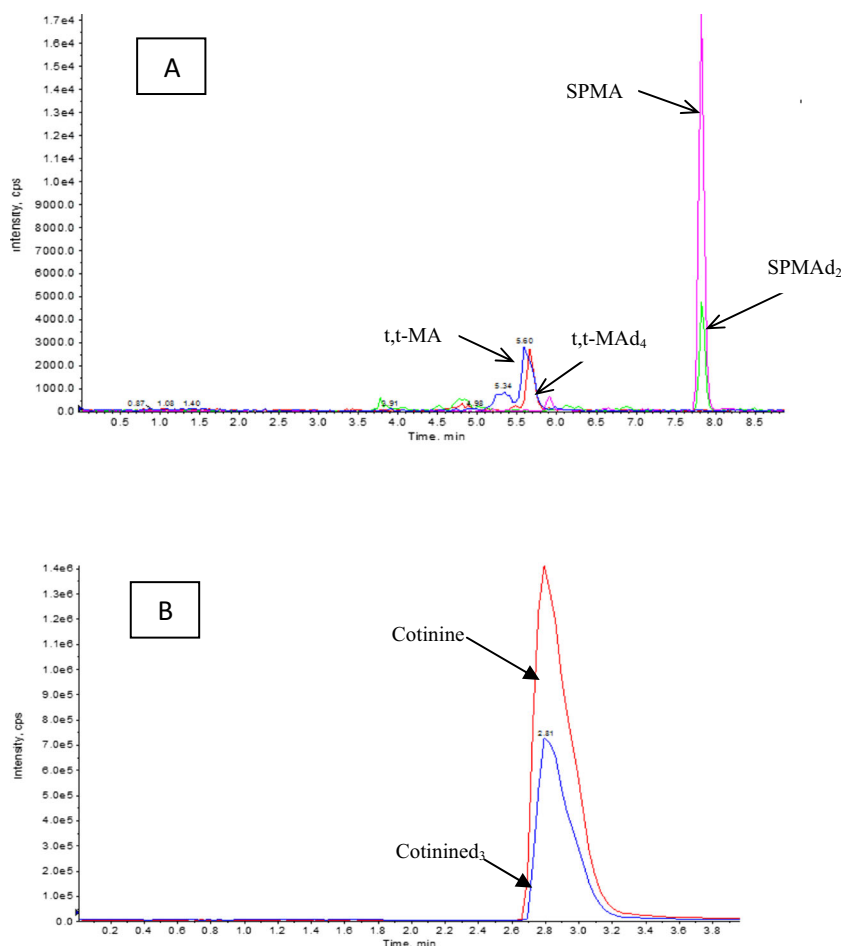 A
1.7e4
1.6e4
1.5e4
1.4e4
1.3e4
1.2e4
1.1e4
1.0e4
9000.0
8000.0
7000.0
6000.0
5000.0
4000.0
3000.0
2000.0
1000.0
0.0
Intensity, cps
SPMA
SPMAd2
t,t-MA
t,t-MAd4
5.60
5.34
0.87 1.08 1.40 3.91 4.98
0.5 1.0 1.5 2.0 2.5 3.0 3.5 4.0 4.5 5.0 5.5 6.0 6.5 7.0 7.5 8.0 8.5
Time, min
B
1.4e6
1.3e6
1.2e6
1.1e6
1.0e6
9.0e5
8.0e5
7.0e5
6.0e5
5.0e5
4.0e5
3.0e5
2.0e5
1.0e5
0.0
Intensity, cps
Cotinine
2.81
Cotinined3
0.2 0.4 0.6 0.8 1.0 1.2 1.4 1.6 1.8 2.0 2.2 2.4 2.6 2.8 3.0 3.2 3.4 3.6 3.8
Time, min